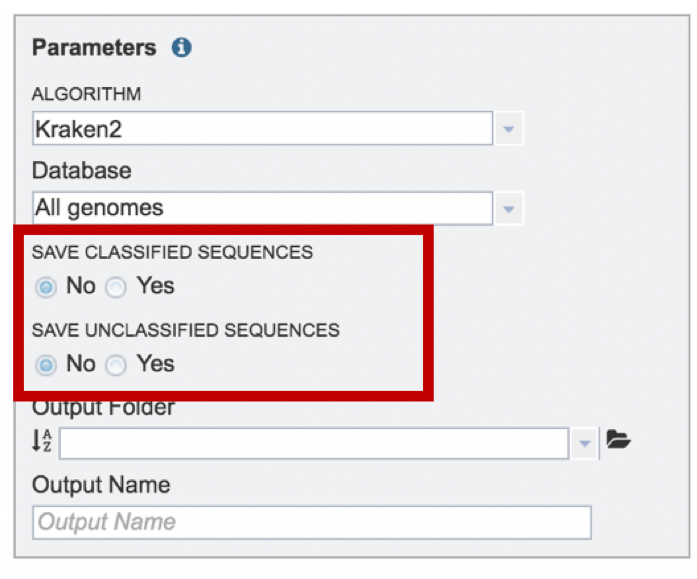 Parameters
ALGORITHM
Kraken2
Database
All genomes
SAVE CLASSIFIED SEQUENCES
No Yes
SAVE UNCLASSIFIED SEQUENCES
No Yes
Output Folder
A
Z
Output Name
Output Name